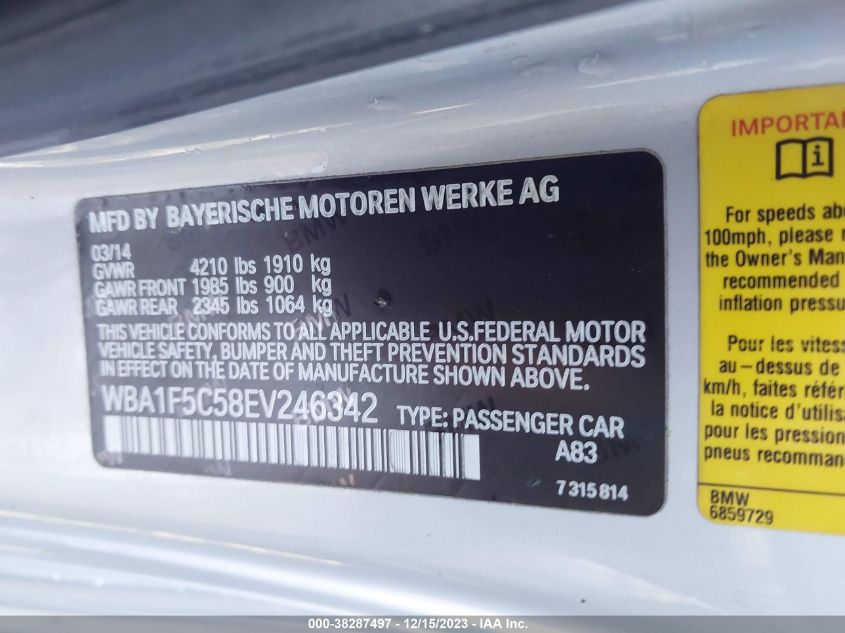 MFD BY BAYERISCHE MOTOREN WERKE AG
03/14
GVWR 4210 lbs 1910 kg
GAWR FRONT 1985 lbs 900 kg
GAWR REAR 2345 lbs 1064 kg
THIS VEHICLE CONFORMS TO ALL APPLICABLE U.S.FEDERAL MOTOR
VEHICLE SAFETY, BUMPER AND THEFT PREVENTION STANDARDS
IN EFFECT ON THE DATE OF MANUFACTURE SHOWN ABOVE.
WBA1F5C58EV246342 TYPE: PASSENGER CAR
A83
7 315 814
IMPORTA
For speeds abo
100mph, please r
the Owner's Man
recommended
inflation pressu
Pour les vitess
au-dessus de
km/h, faites référ
la notice d'utilisa
pour les pression
pneus recomman
BMW
6859729
000-38287497 - 12/15/2023 - IAA Inc.